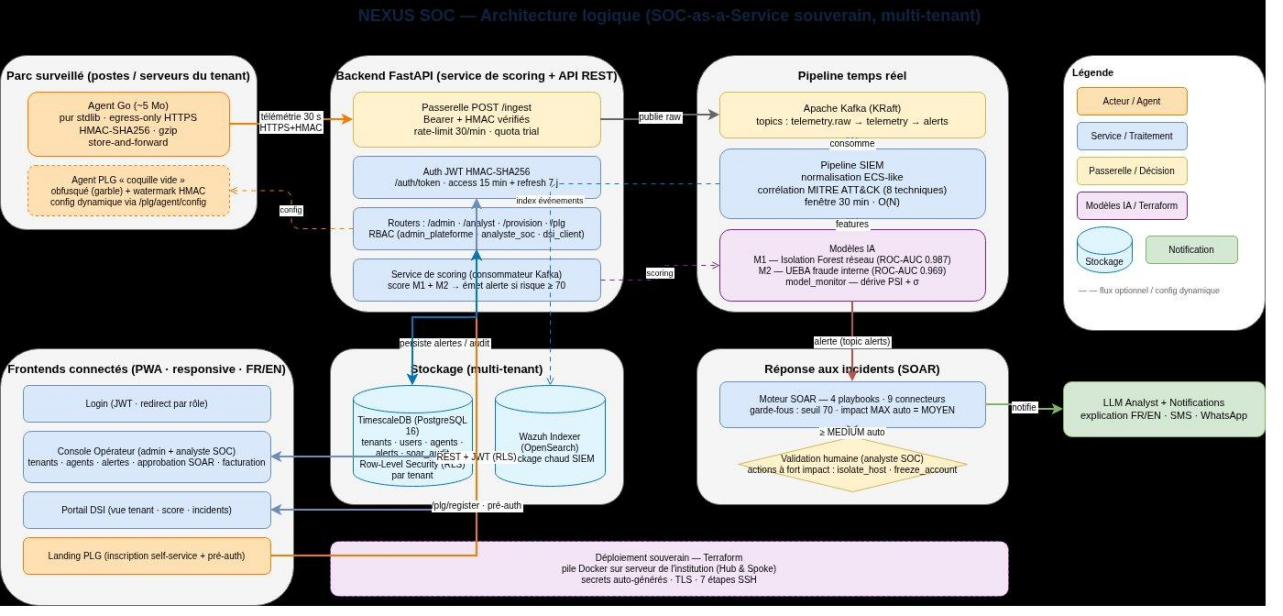 NEXUS SOC — Architecture logique (SOC-as-a-Service souverain, multi-tenant)
Parc surveillé (postes / serveurs du tenant)
Agent Go (~5 Mo)
pur stdlib · egress-only HTTPS
HMAC-SHA256 · gzip
store-and-forward
Agent PLG « coquille vide »
obfusqué (garble) + watermark HMAC
config dynamique via /plg/agent/config
télémétrie 30 s
HTTPS+HMAC
config
Backend FastAPI (service de scoring + API REST)
Passerelle POST /ingest
Bearer + HMAC vérifiés
rate-limit 30/min · quota trial
Auth JWT HMAC-SHA256
/auth/token · access 15 min + refresh 7 j
index événements
Routers : /admin · /analyst · /provision · /plg
RBAC (admin_plateforme · analyste_soc · dsi_client)
Service de scoring (consommateur Kafka)
score M1 + M2 → émet alerte si risque ≥ 70
publie raw
scoring
Pipeline temps réel
Apache Kafka (KRaft)
topics : telemetry.raw → telemetry → alerts
consomme
Pipeline SIEM
normalisation ECS-like
corrélation MITRE ATT&CK (8 techniques)
fenêtre 30 min · O(N)
features
Modèles IA
M1 — Isolation Forest réseau (ROC-AUC 0.987)
M2 — UEBA fraude interne (ROC-AUC 0.969)
model_monitor — dérive PSI + σ
Légende
Acteur / Agent
Service / Traitement
Passerelle / Décision
Modèles IA / Terraform
Stockage
Notification
— — flux optionnel / config dynamique
persiste alertes / audit
alerte (topic alerts)
Frontends connectés (PWA · responsive · FR/EN)
Login (JWT · redirect par rôle)
Console Opérateur (admin + analyste SOC)
tenants · agents · alertes · approbation SOAR · facturation
Portail DSI (vue tenant · score · incidents)
Landing PLG (inscription self-service + pré-auth)
Stockage (multi-tenant)
TimescaleDB (PostgreSQL
16)
tenants · users · agents ·
alerts · soar_audit
Row-Level Security (RLS)
par tenant
Wazuh Indexer
(OpenSearch)
ckage chaud SIEM
REST + JWT (RLS)
/plg/register · pré-auth
Réponse aux incidents (SOAR)
Moteur SOAR — 4 playbooks · 9 connecteurs
garde-fous : seuil 70 · impact MAX auto = MOYEN
≥ MEDIUM auto
Validation humaine (analyste SOC)
actions à fort impact : isolate_host · freeze_account
notifie
LLM Analyst + Notifications
explication FR/EN · SMS · WhatsApp
Déploiement souverain — Terraform
pile Docker sur serveur de l'institution (Hub & Spoke)
secrets auto-générés · TLS · 7 étapes SSH